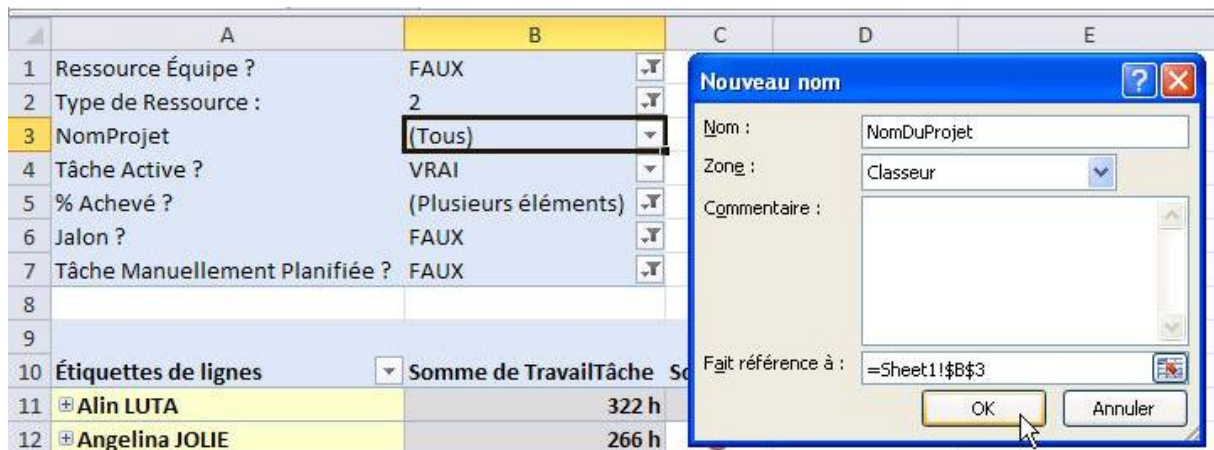 A B C D E
1 Ressource Équipe ? FAUX
2 Type de Ressource : 2
3 NomProjet (Tous)
4 Tâche Active ? VRAI
5 % Achevé ? (Plusieurs éléments)
6 Jalon ? FAUX
7 Tâche Manuellement Planifiée ? FAUX
8
9
10 Étiquettes de lignes Somme de TravailTâche
11 Alin LUTA 322 h
12 Angelina JOLIE 266 h
Nouveau nom
Nom : NomDuProjet
Zone : Classeur
Commentaire :
Fait référence à : =Sheet1!$B$3
OK Annuler